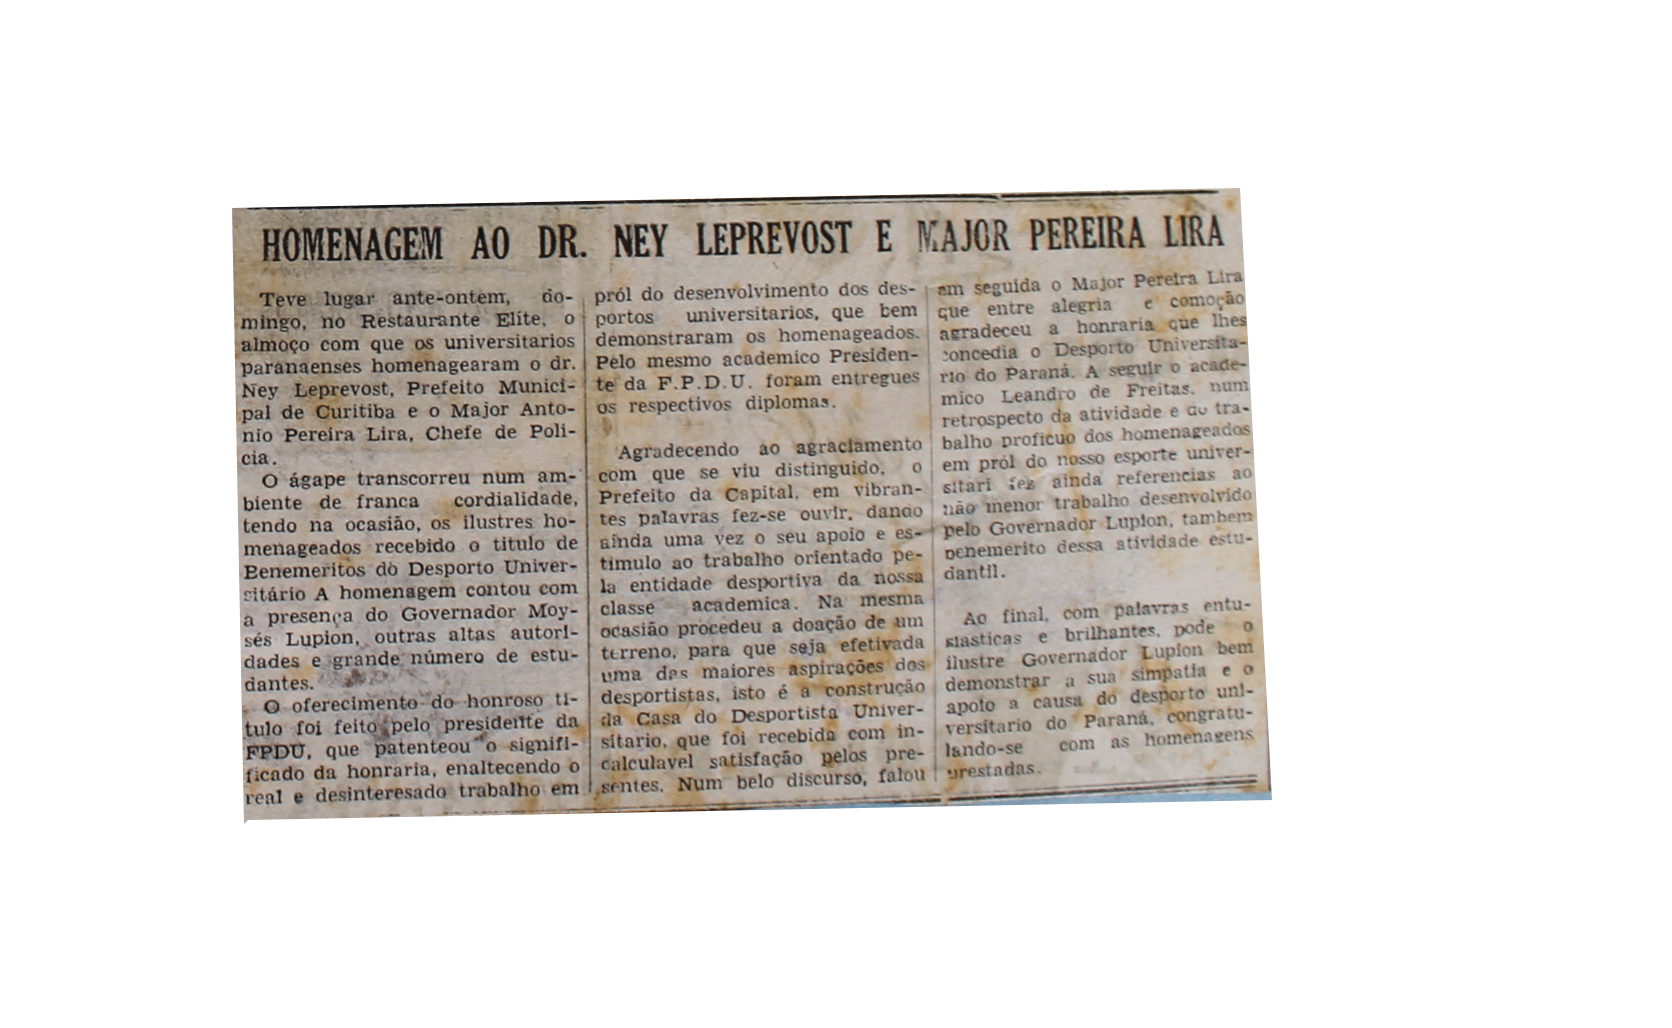 HOMENAGEM AO DR. NEY LEPREVOST E MAJOR PEREIRA LIRA
Teve lugar ante-ontem, do-
mingo, no Restaurante Elite, o
almoço com que os universitarios
paranaenses homenagearam o dr.
Ney Leprevost, Prefeito Munici-
pal de Curitiba e o Major Anto-
nio Pereira Lira, Chefe de Poli-
cia.
O ágape transcorreu num am-
biente de franca cordialidade,
tendo na ocasião, os ilustres ho-
menageados recebido o titulo de
Benemeritos do Desporto Univer-
sitário A homenagem contou com
a presença do Governador Moy-
sés Lupion, outras altas autori-
dades e grande número de estu-
dantes.
O oferecimento do honroso ti-
tulo foi feito pelo presidente da
FPDU, que patenteou o signifi-
ficado da honraria, enaltecendo o
real e desinteresado trabalho em
pról do desenvolvimento dos des-
portos universitarios, que bem
demonstraram os homenageados.
Pelo mesmo academico Presiden-
te da F.P.D.U. foram entregues
os respectivos diplomas.
Agradecendo ao agraciamento
com que se viu distinguido, o
Prefeito da Capital, em vibran-
tes palavras fez-se ouvir, dando
ainda uma vez o seu apoio e es-
timulo ao trabalho orientado pe-
la entidade desportiva da nossa
classe academica. Na mesma
ocasião procedeu a doação de um
terreno, para que seja efetivada
uma das maiores aspirações dos
desportistas, isto é a construção
da Casa do Desportista Univer-
sitario, que foi recebida com in-
calculavel satisfação pelos pre-
sentes. Num belo discurso, falou
em seguida o Major Pereira Lira
que entre alegria e comoção
agradeceu a honraria que lhes
concedia o Desporto Universita-
rio do Paraná. A seguir o acade-
mico Leandro de Freitas, num
retrospecto da atividade e do tra-
balho proficuo dos homenageados
em pról do nosso esporte univer-
sitari fez ainda referencias ao
não menor trabalho desenvolvido
pelo Governador Lupion, tambem
benemerito dessa atividade estu-
dantil.
Ao final, com palavras entu-
siasticas e brilhantes, pode o
ilustre Governador Lupion bem
demonstrar a sua simpatia e o
apoio a causa do desporto uni-
versitario do Paraná, congratu-
lando-se com as homenagens
prestadas.